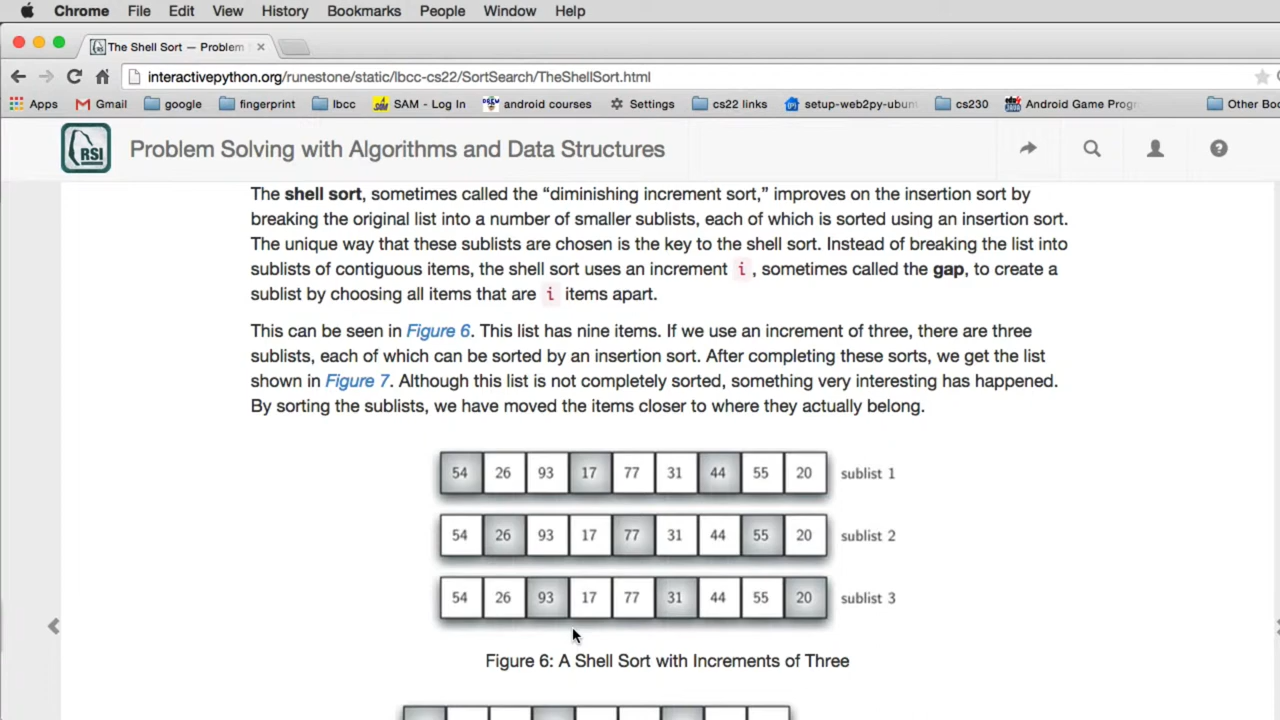 Chrome File Edit View History Bookmarks People Window Help
The Shell Sort — Problem
interactivepython.org/runestone/static/lbcc-cs22/SortSearch/TheShellSort.html
Apps Gmail google fingerprint lbcc SAM - Log In android courses Settings cs22 links setup-web2py-ubun cs230 Android Game Progr Other Boo
RSI Problem Solving with Algorithms and Data Structures
The shell sort, sometimes called the “diminishing increment sort,” improves on the insertion sort by
breaking the original list into a number of smaller sublists, each of which is sorted using an insertion sort.
The unique way that these sublists are chosen is the key to the shell sort. Instead of breaking the list into
sublists of contiguous items, the shell sort uses an increment i, sometimes called the gap, to create a
sublist by choosing all items that are i items apart.
This can be seen in Figure 6. This list has nine items. If we use an increment of three, there are three
sublists, each of which can be sorted by an insertion sort. After completing these sorts, we get the list
shown in Figure 7. Although this list is not completely sorted, something very interesting has happened.
By sorting the sublists, we have moved the items closer to where they actually belong.
54 26 93 17 77 31 44 55 20 sublist 1
54 26 93 17 77 31 44 55 20 sublist 2
54 26 93 17 77 31 44 55 20 sublist 3
Figure 6: A Shell Sort with Increments of Three